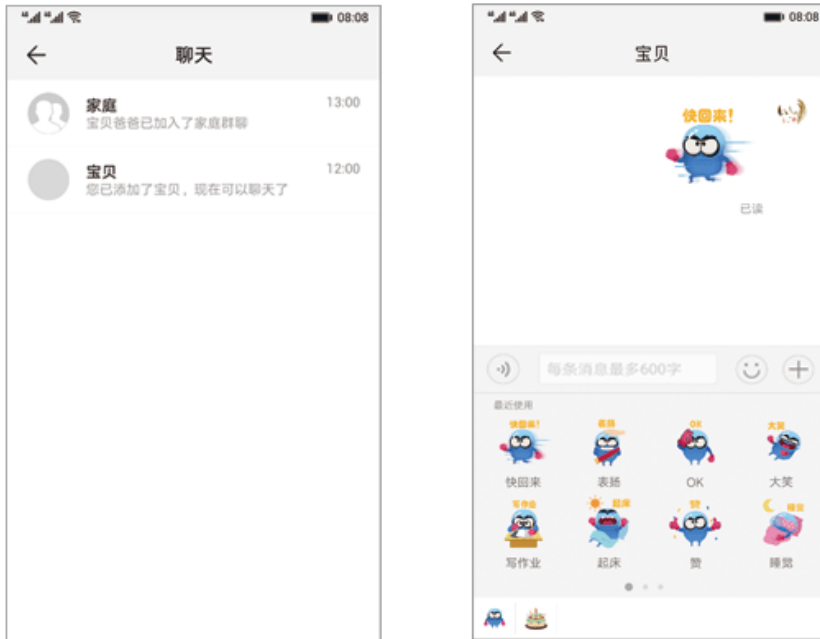 08:08
聊天
家庭
13:00
宝贝爸爸已加入了家庭群聊
宝贝
12:00
您已添加了宝贝，现在可以聊天了
08:08
宝贝
快回来！
已读
每条消息最多600字
最近使用
快回来！
表扬
OK
大笑
快回来
表扬
OK
大笑
写作业
起床
赞
睡觉
写作业
起床
赞
睡觉